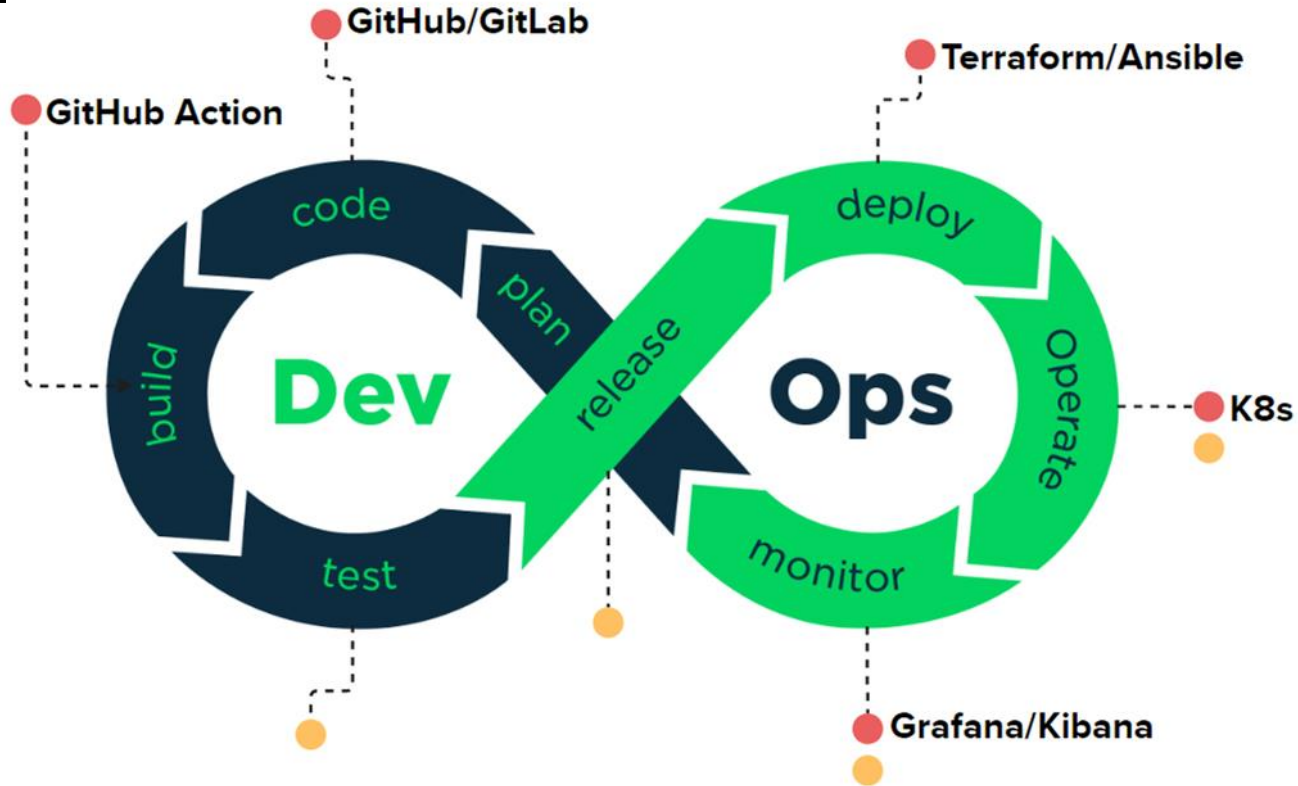 GitHub/GitLab
Terraform/Ansible
GitHub Action
code
deploy
plan
release
build
Dev
Ops
Operate
K8s
test
monitor
Grafana/Kibana